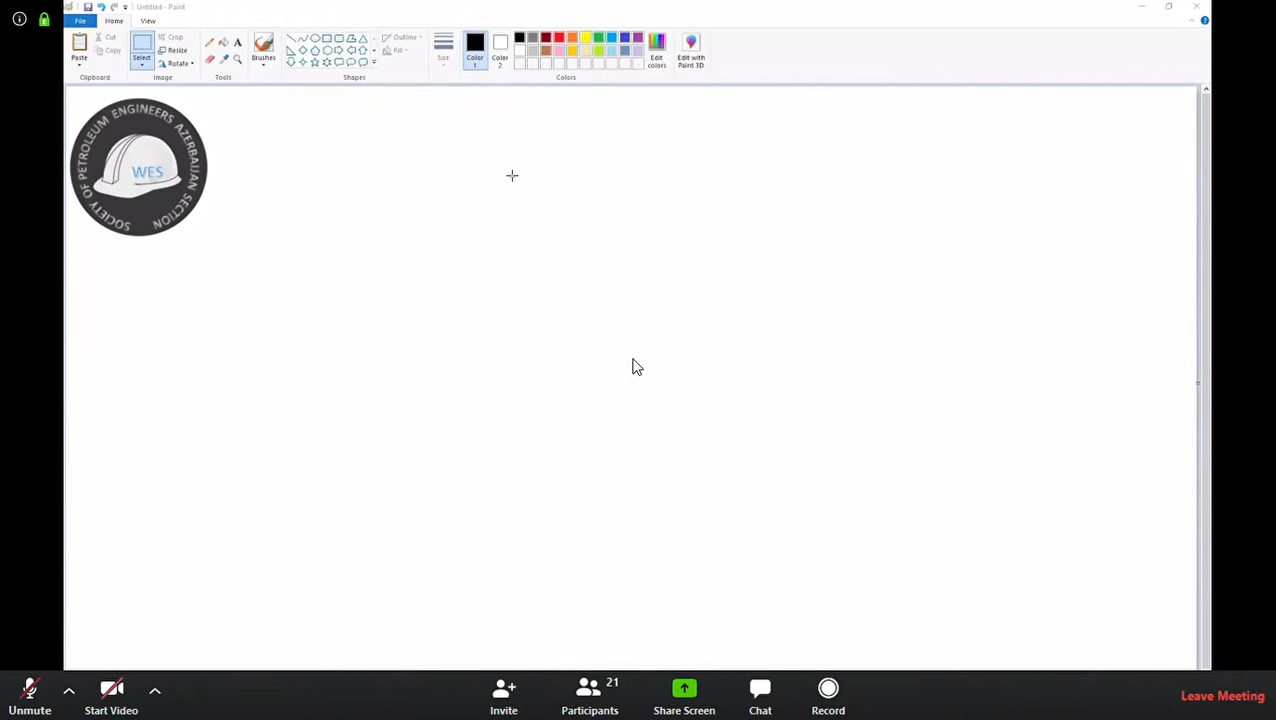 Untitled - Paint
File Home View
Paste
Cut
Copy
Clipboard
Select
Crop
Resize
Rotate
Image
A
Tools
Brushes
Outline
Fill
Shapes
Size
Color 1
Color 2
Edit colors
Colors
Edit with Paint 3D
SOCIETY OF PETROLEUM ENGINEERS AZERBAIJAN SECTION
WES
Unmute
Start Video
Invite
21
Participants
Share Screen
Chat
Record
Leave Meeting